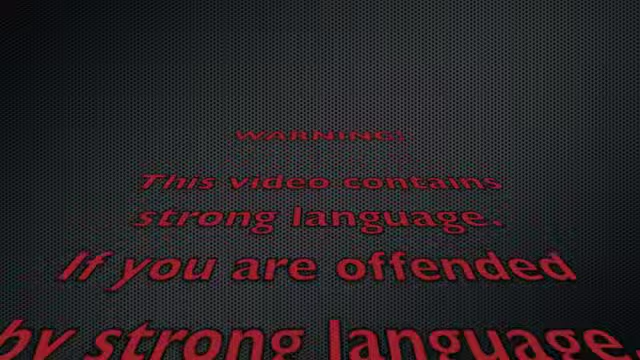 WARNING!:
This video contains
strong language.
If you are offended
by strong language,